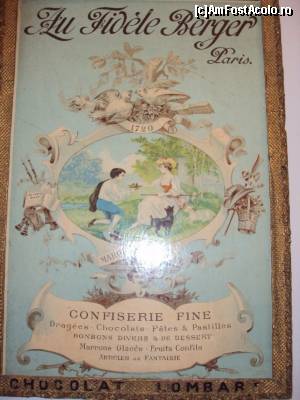 (c)AmFostAcolo.ro
Au Fidèle Berger
Paris.
1720
CONFISERIE FINE
Dragées - Chocolats - Pâtes & Pastilles
BONBONS DIVERS & DE DESSERT
Marrons Glacés - Fruits Confits
ARTICLES DE FANTAISIE
CHOCOLAT LOMBART